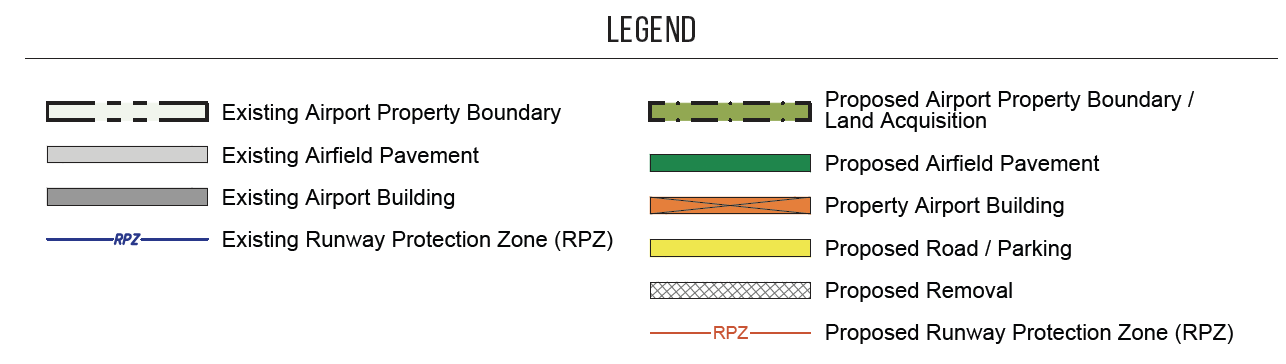 LEGEND
Existing Airport Property Boundary
Existing Airfield Pavement
Existing Airport Building
RPZ Existing Runway Protection Zone (RPZ)
Proposed Airport Property Boundary /
Land Acquisition
Proposed Airfield Pavement
Property Airport Building
Proposed Road / Parking
Proposed Removal
RPZ Proposed Runway Protection Zone (RPZ)